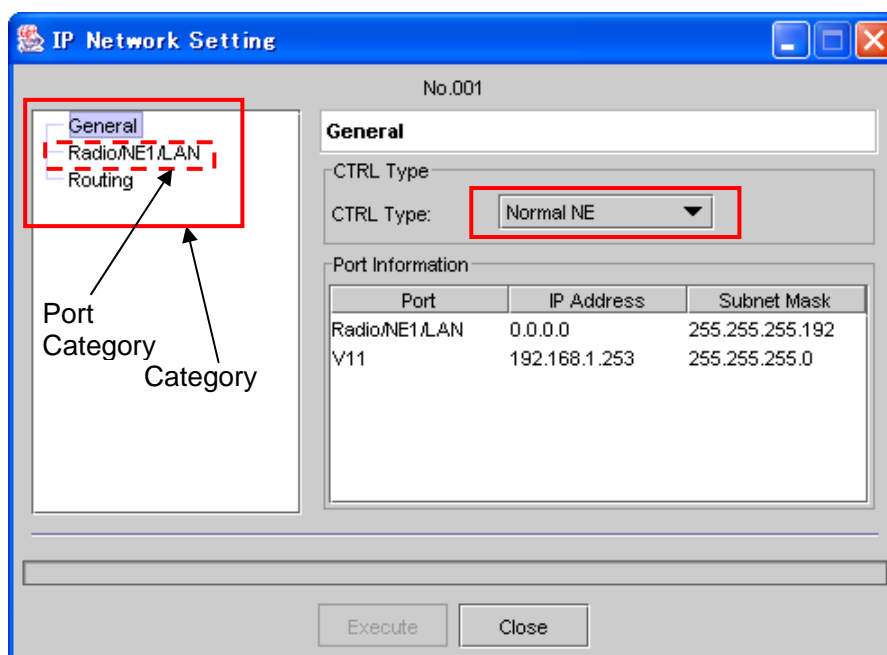 IP Network Setting
No.001
General
Radio/NE1/LAN
Routing
Port
Category
Category
General
CTRL Type
CTRL Type: Normal NE
Port Information
Port IP Address Subnet Mask
Radio/NE1/LAN 0.0.0.0 255.255.255.192
V11 192.168.1.253 255.255.255.0
Execute Close